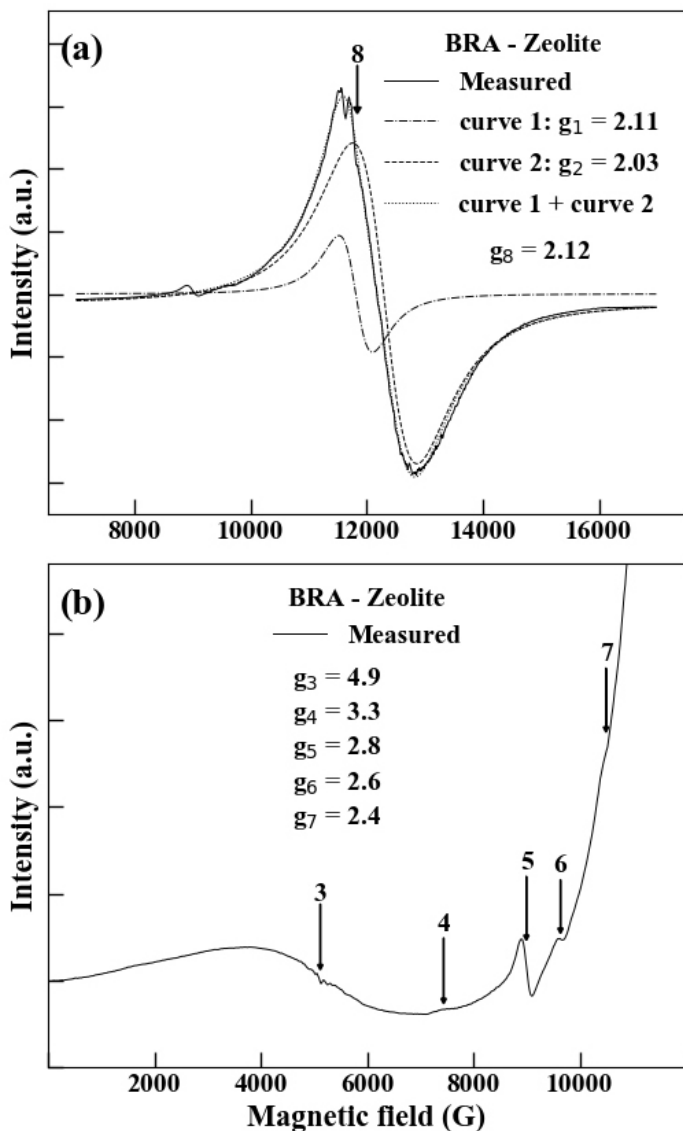 (a)
8
BRA - Zeolite
Measured
curve 1: g₁ = 2.11
curve 2: g₂ = 2.03
curve 1 + curve 2
g₈ = 2.12
Intensity (a.u.)
8000 10000 12000 14000 16000
(b)
BRA - Zeolite
Measured
g₃ = 4.9
g₄ = 3.3
g₅ = 2.8
g₆ = 2.6
g₇ = 2.4
7
3
4
5
6
Intensity (a.u.)
2000 4000 6000 8000 10000
Magnetic field (G)